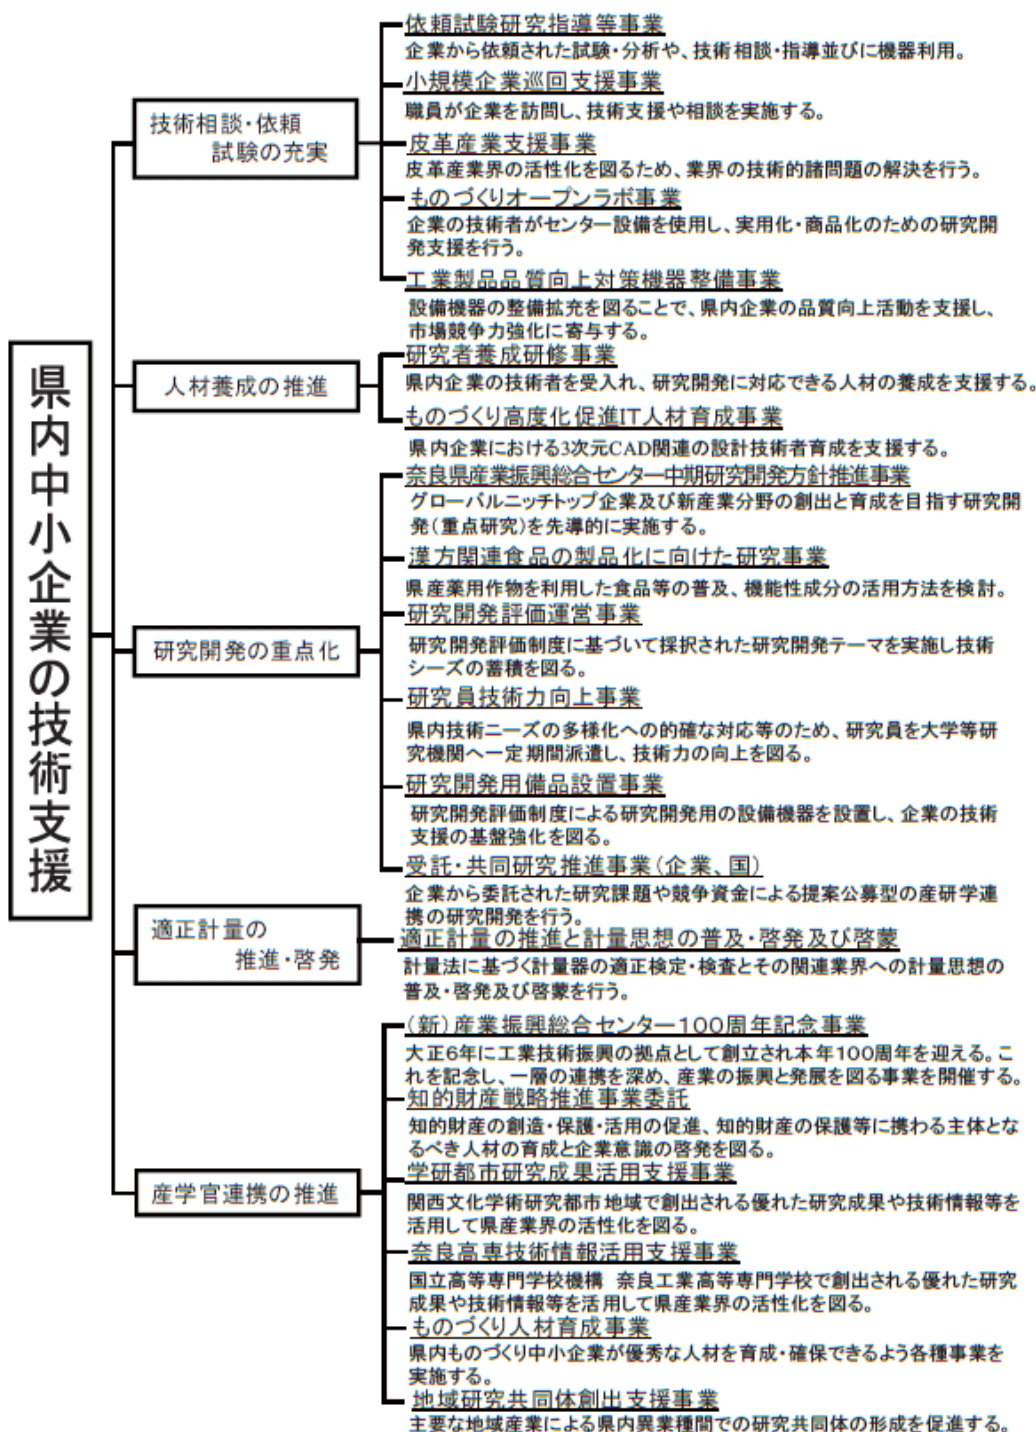 県内中小企業の技術支援
技術相談・依頼
試験の充実
依頼試験研究指導等事業
企業から依頼された試験・分析や、技術相談・指導並びに機器利用。
小規模企業巡回支援事業
職員が企業を訪問し、技術支援や相談を実施する。
皮革産業支援事業
皮革産業界の活性化を図るため、業界の技術的諸問題の解決を行う。
ものづくりオープンラボ事業
企業の技術者がセンター設備を使用し、実用化・商品化のための研究開
発支援を行う。
工業製品品質向上対策機器整備事業
設備機器の整備拡充を図ることで、県内企業の品質向上活動を支援し、
市場競争力強化に寄与する。
人材養成の推進
研究者養成研修事業
県内企業の技術者を受入れ、研究開発に対応できる人材の養成を支援する。
ものづくり高度化促進IT人材育成事業
県内企業における3次元CAD関連の設計技術者育成を支援する。
研究開発の重点化
奈良県産業振興総合センター中期研究開発方針推進事業
グローバルニッチトップ企業及び新産業分野の創出と育成を目指す研究開
発(重点研究)を先導的に実施する。
漢方関連食品の製品化に向けた研究事業
県産薬用作物を利用した食品等の普及、機能性成分の活用方法を検討。
研究開発評価運営事業
研究開発評価制度に基づいて採択された研究開発テーマを実施し技術
シーズの蓄積を図る。
研究員技術力向上事業
県内技術ニーズの多様化への的確な対応等のため、研究員を大学等研
究機関へ一定期間派遣し、技術力の向上を図る。
研究開発用備品設置事業
研究開発評価制度による研究開発用の設備機器を設置し、企業の技術
支援の基盤強化を図る。
受託・共同研究推進事業(企業、国)
企業から委託された研究課題や競争資金による提案公募型の産研学連
携の研究開発を行う。
適正計量の
推進・啓発
適正計量の推進と計量思想の普及・啓発及び啓蒙
計量法に基づく計量器の適正検定・検査とその関連業界への計量思想の
普及・啓発及び啓蒙を行う。
産学官連携の推進
(新)産業振興総合センター100周年記念事業
大正6年に工業技術振興の拠点として創立され本年100周年を迎える。こ
れを記念し、一層の連携を深め、産業の振興と発展を図る事業を開催する。
知的財産戦略推進事業委託
知的財産の創造・保護・活用の促進、知的財産の保護等に携わる主体とな
るべき人材の育成と企業意識の啓発を図る。
学研都市研究成果活用支援事業
関西文化学術研究都市地域で創出される優れた研究成果や技術情報等を
活用して県産業界の活性化を図る。
奈良高専技術情報活用支援事業
国立高等専門学校機構 奈良工業高等専門学校で創出される優れた研究
成果や技術情報等を活用して県産業界の活性化を図る。
ものづくり人材育成事業
県内ものづくり中小企業が優秀な人材を育成・確保できるよう各種事業を
実施する。
地域研究共同体創出支援事業
主要な地域産業による県内異業種間での研究共同体の形成を促進する。